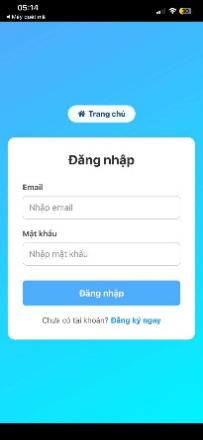 05:14
Máy quét mã
Trang chủ
Đăng nhập
Email
Nhập email
Mật khẩu
Nhập mật khẩu
Đăng nhập
Chưa có tài khoản? Đăng ký ngay